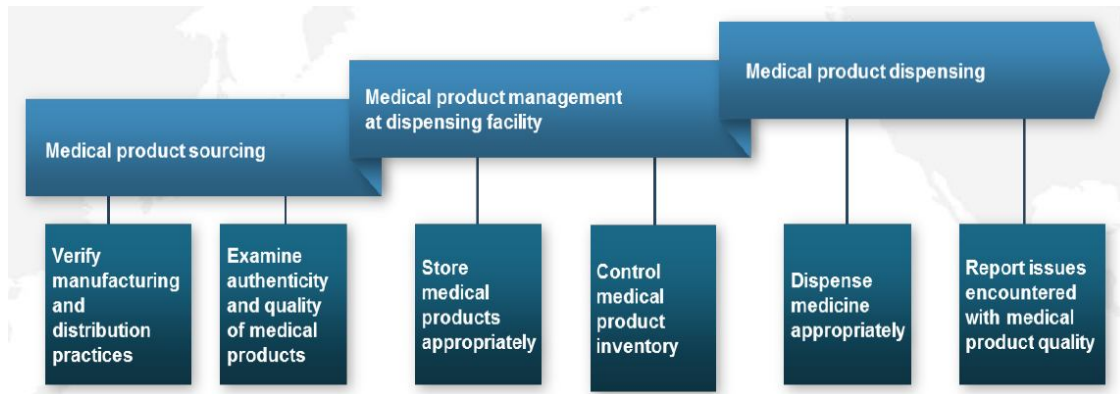 Medical product dispensing
Medical product management
at dispensing facility
Medical product sourcing
Verify
manufacturing
and
distribution
practices
Examine
authenticity
and quality
of medical
products
Store
medical
products
appropriately
Control
medical
product
inventory
Dispense
medicine
appropriately
Report issues
encountered
with medical
product quality